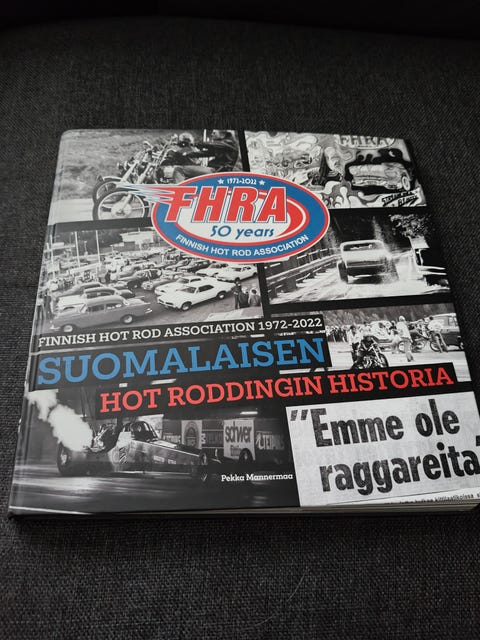 ★ 1972-2022 ★
FHRA
50 years
FINNISH HOT ROD ASSOCIATION
FINNISH HOT ROD ASSOCIATION 1972-2022
SUOMALAISEN
HOT RODDINGIN HISTORIA
"Emme ole
raggareita
Pekka Mannermaa